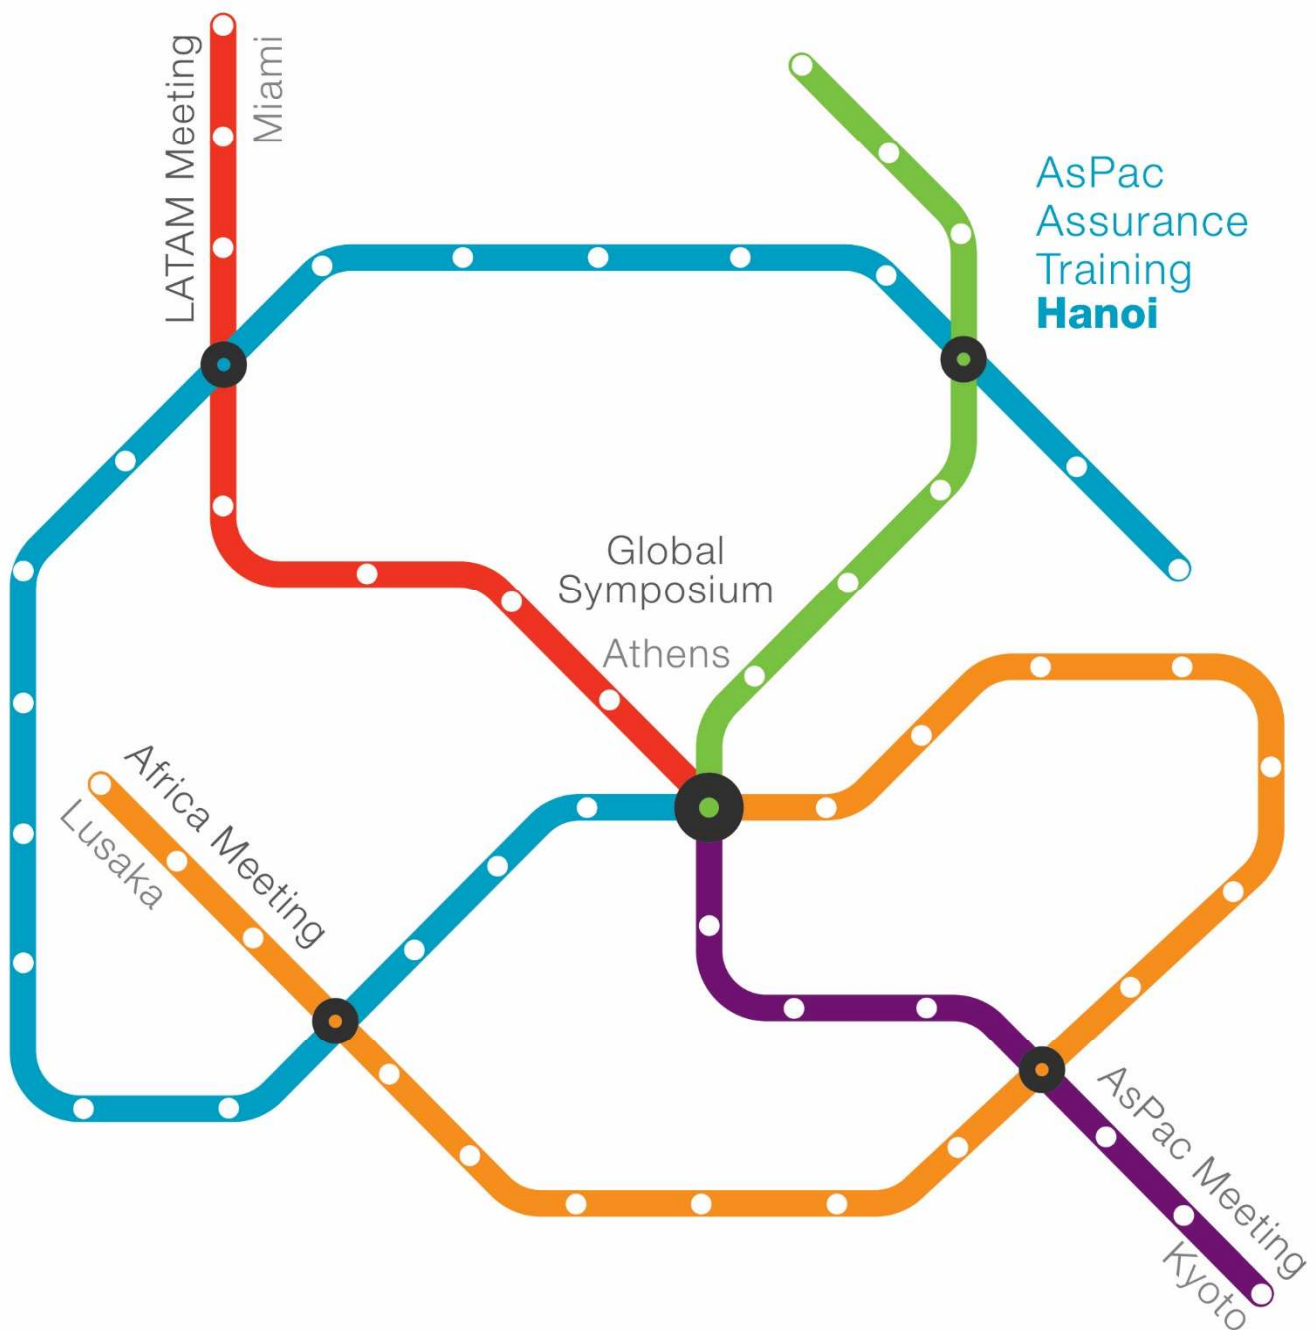 LATAM Meeting
Miami
AsPac
Assurance
Training
Hanoi
Global
Symposium
Athens
Africa Meeting
Lusaka
AsPac Meeting
Kyoto